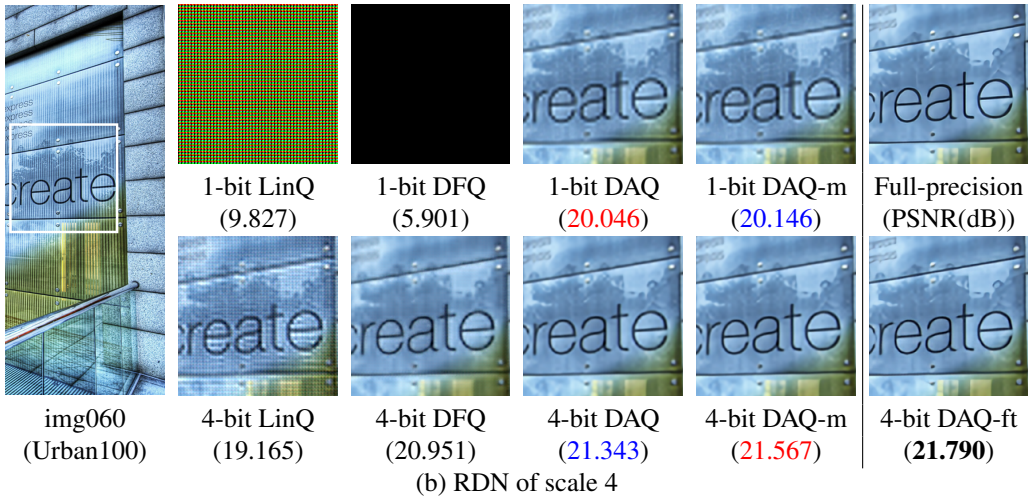 express
express
express
express
create
create
create
create
1-bit LinQ
1-bit DFQ
1-bit DAQ
1-bit DAQ-m
Full-precision
(9.827)
(5.901)
(20.046)
(20.146)
(PSNR(dB))
create
create
create
create
create
img060
4-bit LinQ
4-bit DFQ
4-bit DAQ
4-bit DAQ-m
4-bit DAQ-ft
(Urban100)
(19.165)
(20.951)
(21.343)
(21.567)
(21.790)
(b) RDN of scale 4